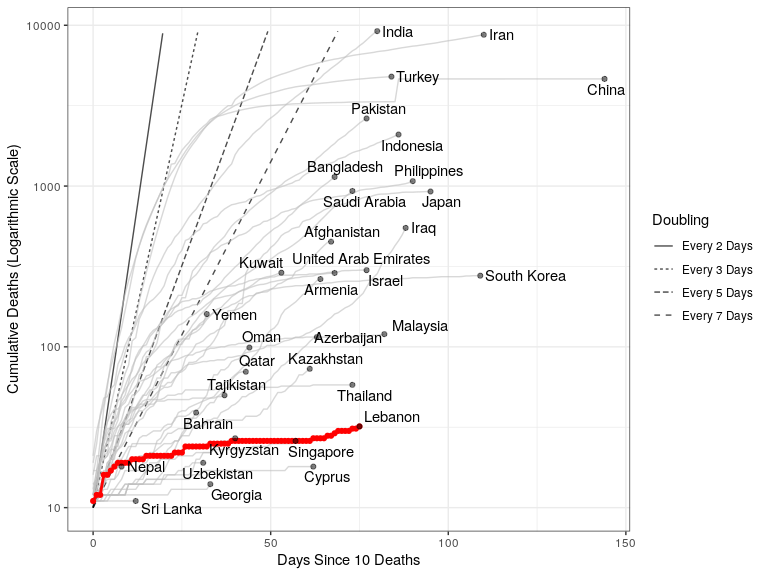 10000
1000
100
10
Cumulative Deaths (Logarithmic Scale)
India
Iran
Turkey
China
Pakistan
Indonesia
Bangladesh
Philippines
Saudi Arabia
Japan
Afghanistan
Iraq
Kuwait
United Arab Emirates
South Korea
Israel
Armenia
Yemen
Malaysia
Oman
Azerbaijan
Qatar
Kazakhstan
Tajikistan
Thailand
Lebanon
Bahrain
Kyrgyzstan
Singapore
Nepal
Uzbekistan
Cyprus
Georgia
Sri Lanka
0
50
100
150
Days Since 10 Deaths
Doubling
Every 2 Days
Every 3 Days
Every 5 Days
Every 7 Days